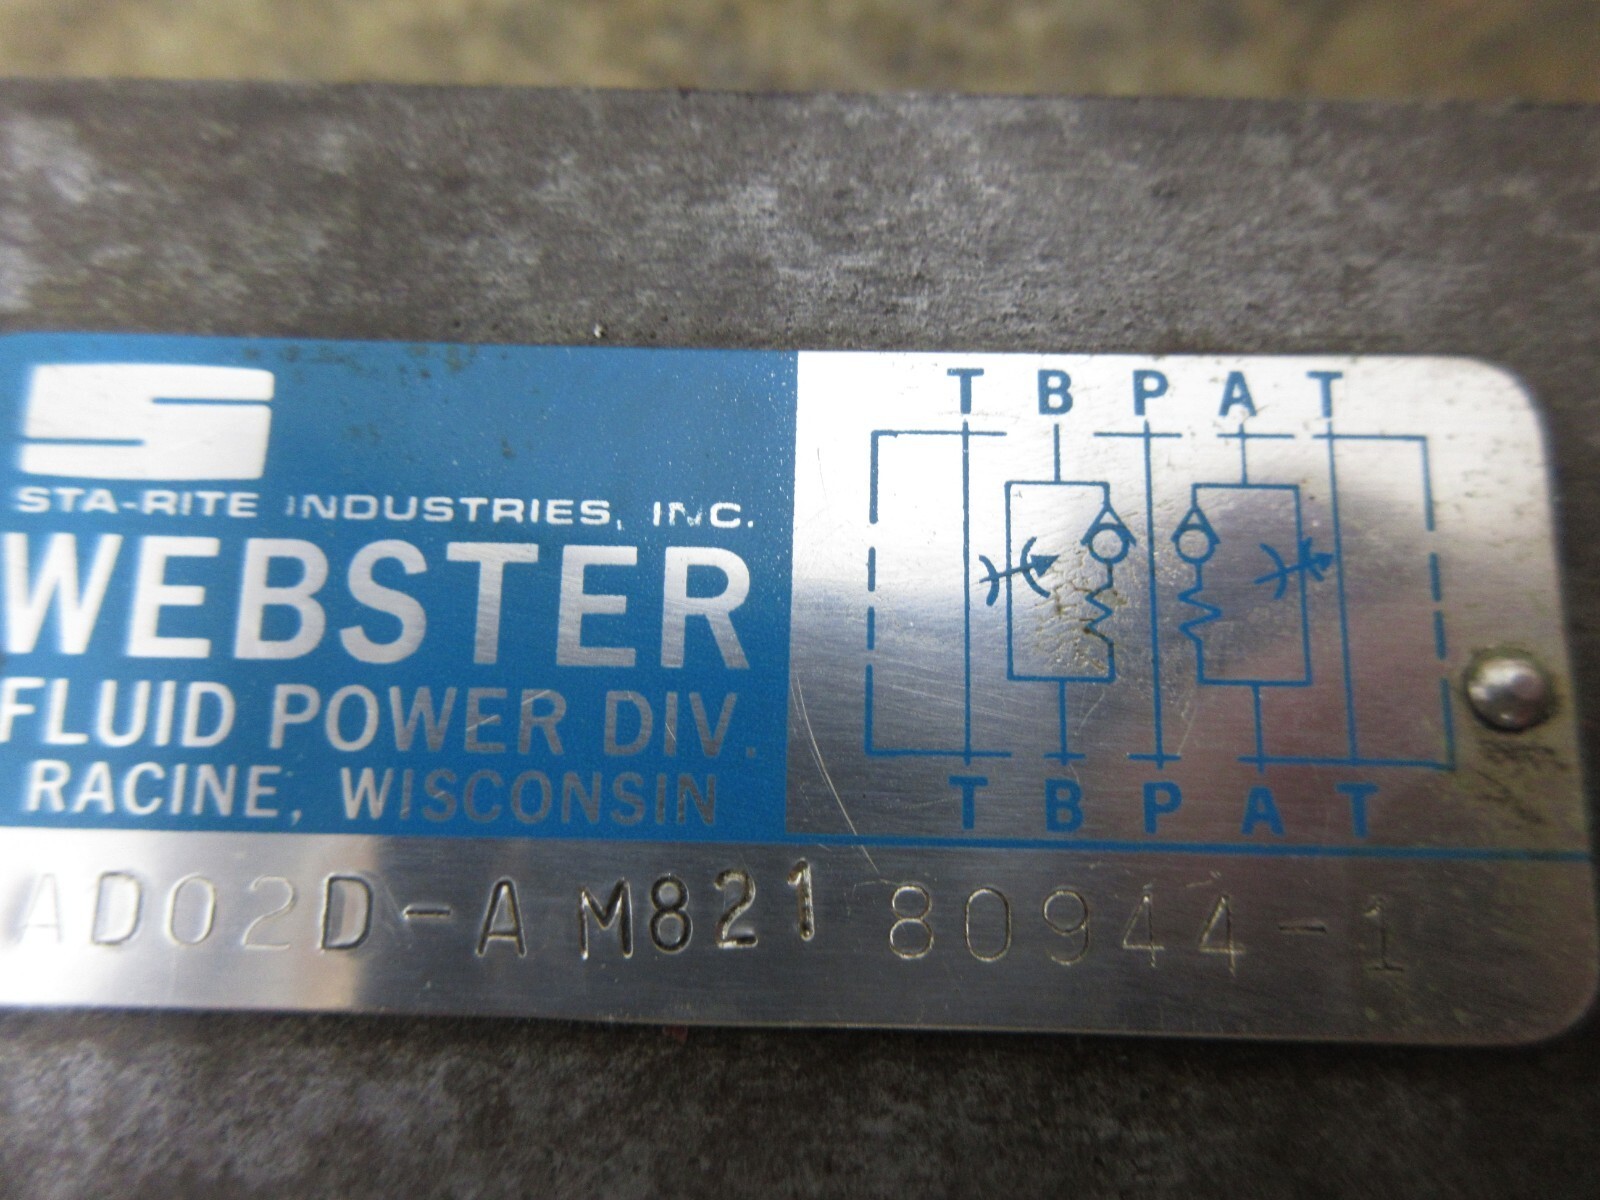 S
STA-RITE INDUSTRIES, INC.
WEBSTER
FLUID POWER DIV.
RACINE, WISCONSIN
T B P A T
T B P A T
AD02D-A M821 80944-1